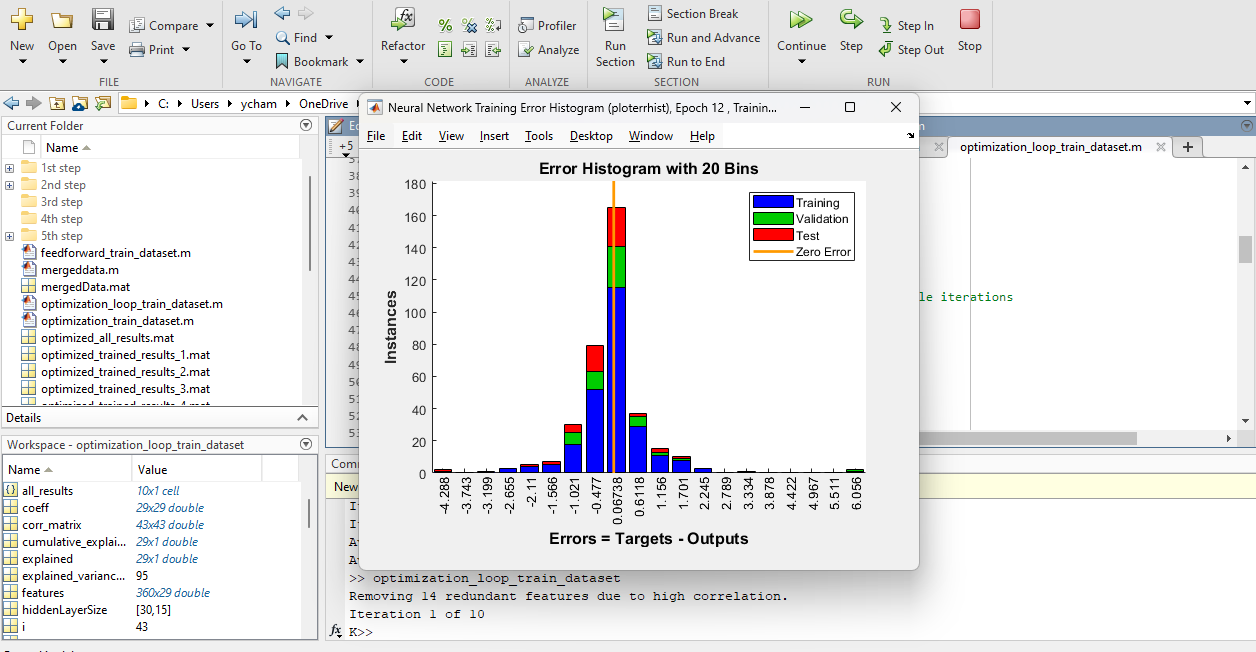 New
Open
Save
Compare
Print
FILE
Go To
Find
Bookmark
NAVIGATE
Refactor
CODE
Profiler
Analyze
ANALYZE
Run
Section
Section Break
Run and Advance
Run to End
SECTION
Continue
Step
Step In
Step Out
Stop
RUN
C:
Users
ycham
OneDrive
Current Folder
Name
1st step
2nd step
3rd step
4th step
5th step
feedforward_train_dataset.m
mergeddata.m
mergedData.mat
optimization_loop_train_dataset.m
optimization_train_dataset.m
optimized_all_results.mat
optimized_trained_results_1.mat
optimized_trained_results_2.mat
optimized_trained_results_3.mat
Details
Workspace - optimization_loop_train_dataset
Name
Value
all_results
10x1 cell
coeff
29x29 double
corr_matrix
43x43 double
cumulative_explai...
29x1 double
explained
29x1 double
explained_varianc...
95
features
360x29 double
hiddenLayerSize
[30,15]
i
43
Neural Network Training Error Histogram (ploterrhist), Epoch 12 , Trainin...
File Edit View Insert Tools Desktop Window Help
Error Histogram with 20 Bins
Instances
180
160
140
120
100
80
60
40
20
0
Training
Validation
Test
Zero Error
-4.288
-3.743
-3.199
-2.655
-2.11
-1.566
-1.021
-0.477
0.06738
0.6118
1.156
1.701
2.245
2.789
3.334
3.878
4.422
4.967
5.511
6.056
Errors = Targets - Outputs
+5
optimization_loop_train_dataset.m
le iterations
Com
New
>> optimization_loop_train_dataset
Removing 14 redundant features due to high correlation.
Iteration 1 of 10
fx K>>